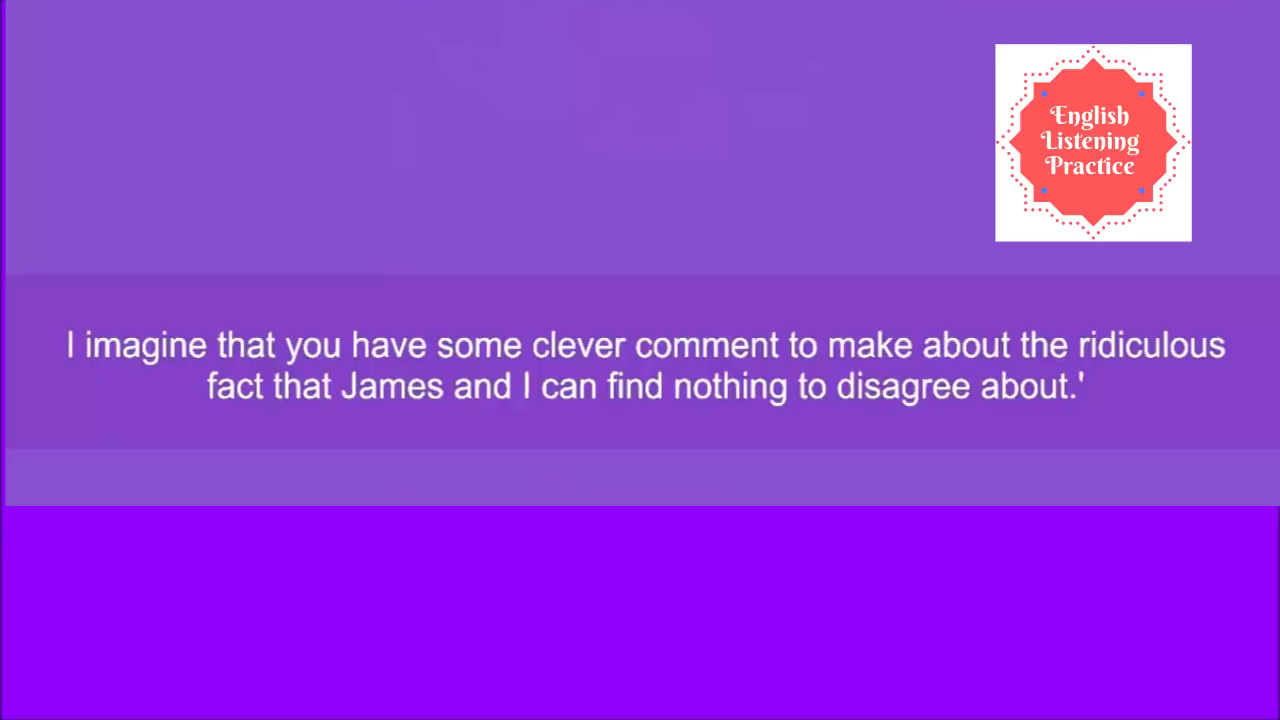 English
Listening
Practice
I imagine that you have some clever comment to make about the ridiculous
fact that James and I can find nothing to disagree about.'